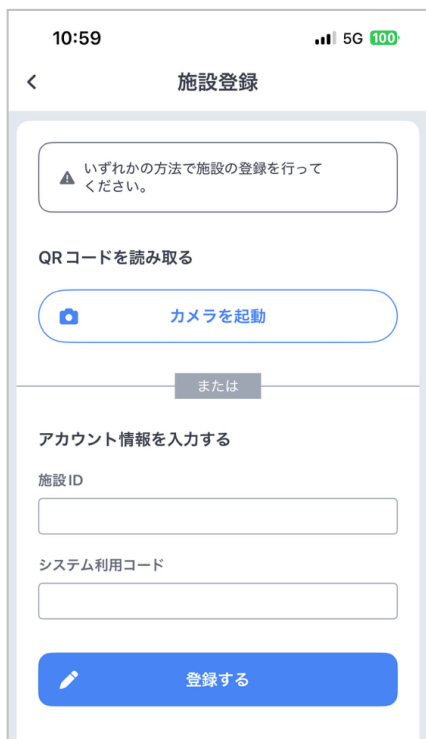 10:59 5G 100
施設登録
いずれかの方法で施設の登録を行って
ください。
QRコードを読み取る
カメラを起動
または
アカウント情報を入力する
施設ID
システム利用コード
登録する